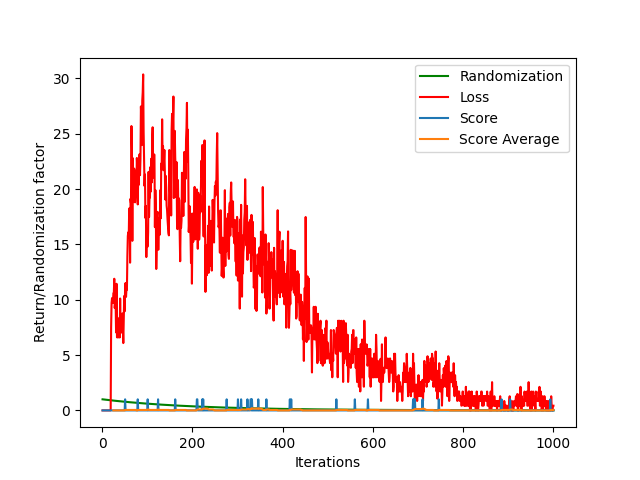 Randomization
Loss
Score
Score Average
Return/Randomization factor
30
25
20
15
10
5
0
0 200 400 600 800 1000
Iterations